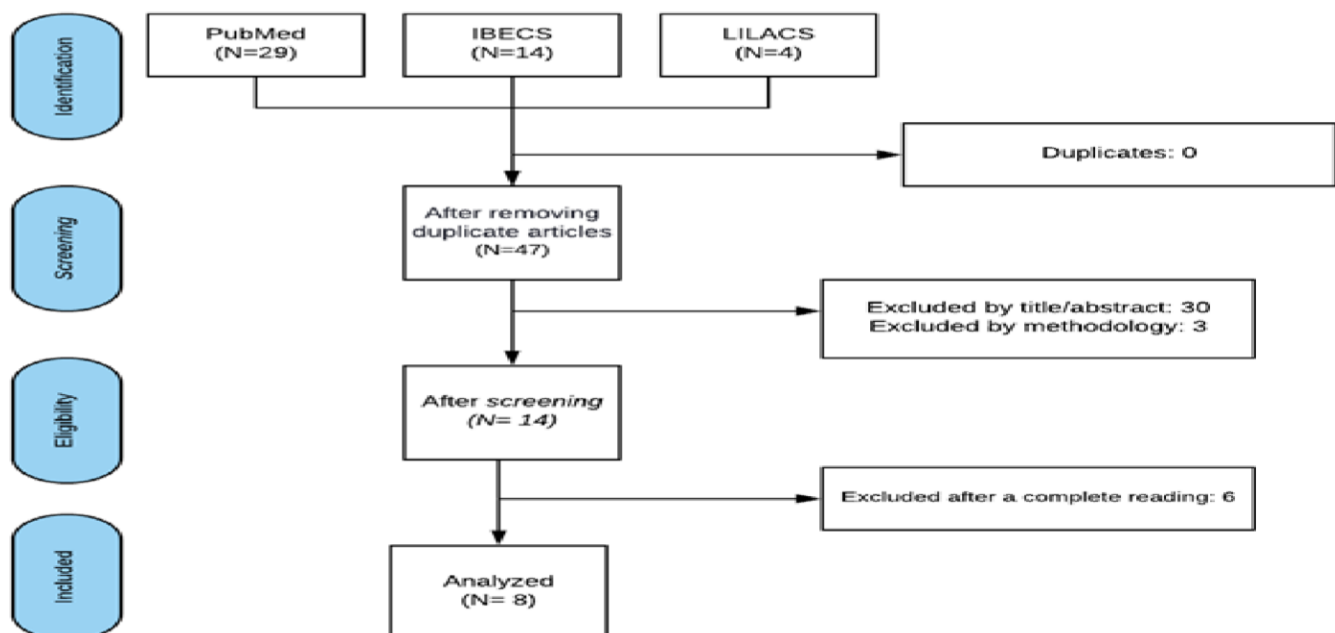 Identification
PubMed
(N=29)
IBECS
(N=14)
LILACS
(N=4)
Duplicates: 0
Screening
After removing
duplicate articles
(N=47)
Excluded by title/abstract: 30
Excluded by methodology: 3
Eligibility
After screening
(N= 14)
Excluded after a complete reading: 6
Included
Analyzed
(N= 8)